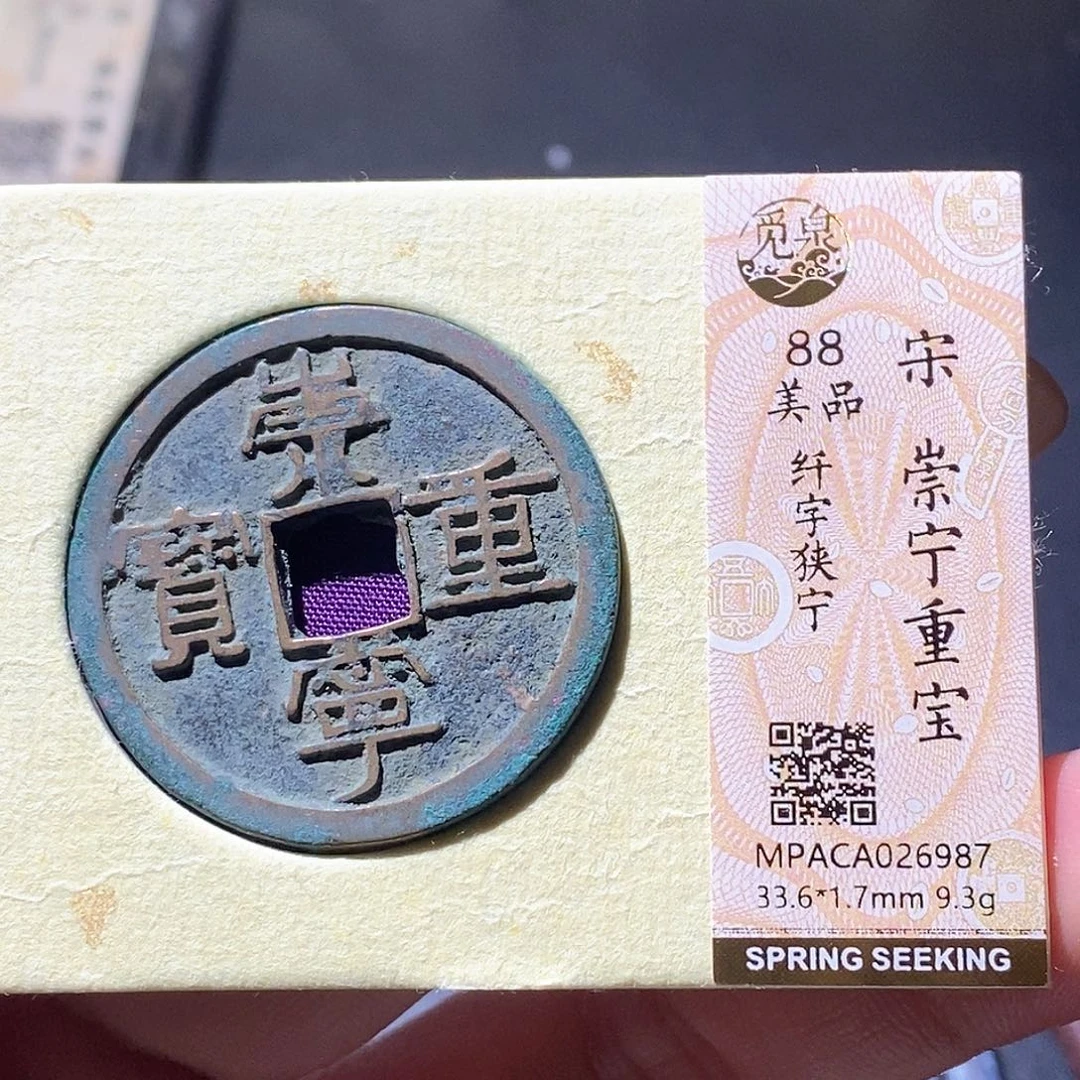 崇
重
寧
寶
觅泉
88
美品
纤字狭宁
宋 崇宁重宝
MPACA026987
33.6*1.7mm 9.3g
SPRING SEEKING